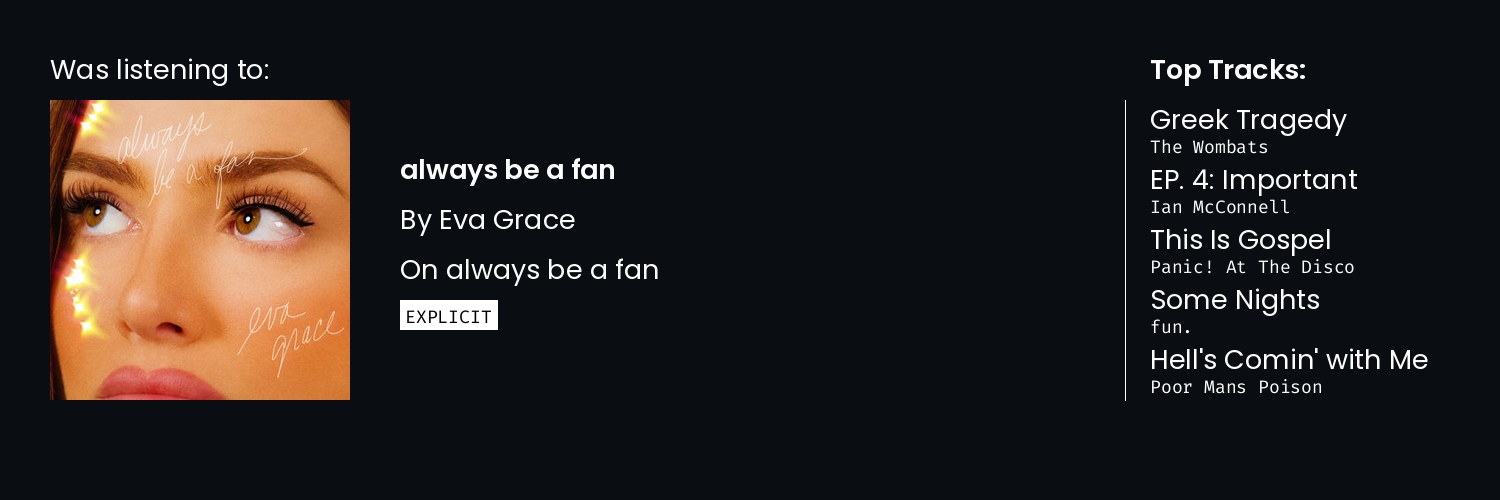 Was listening to:
always
be a fan
eva
grace
always be a fan
By Eva Grace
On always be a fan
EXPLICIT
Top Tracks:
Greek Tragedy
The Wombats
EP. 4: Important
Ian McConnell
This Is Gospel
Panic! At The Disco
Some Nights
fun.
Hell's Comin' with Me
Poor Mans Poison